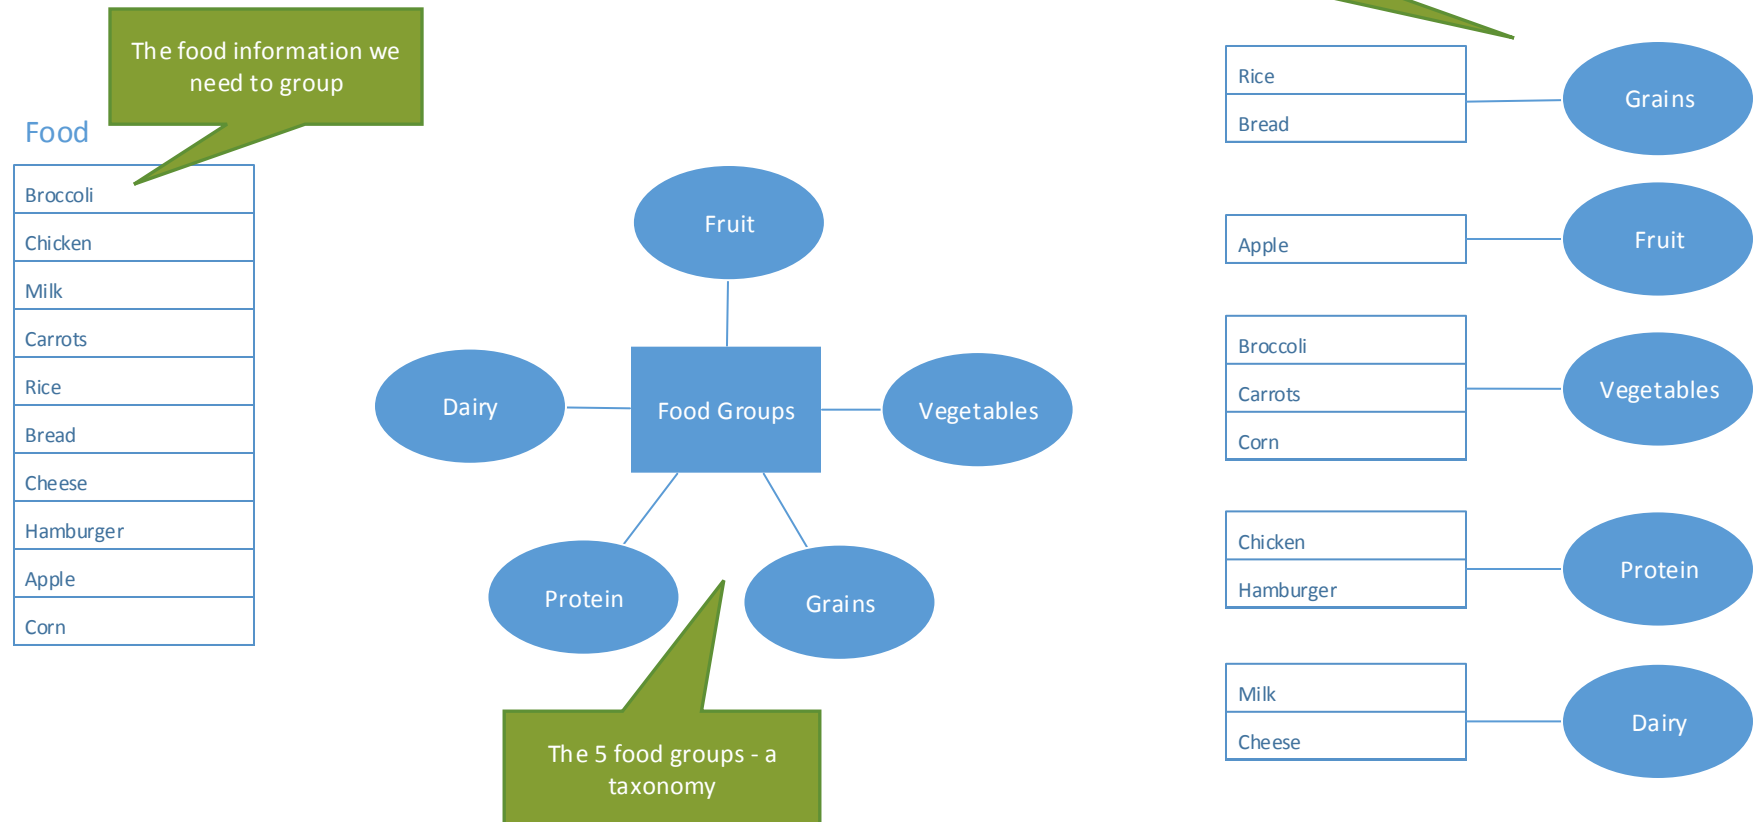 The food information we
need to group
Food
Broccoli
Chicken
Milk
Carrots
Rice
Bread
Cheese
Hamburger
Apple
Corn
Fruit
Dairy
Food Groups
Vegetables
Protein
Grains
The 5 food groups - a
taxonomy
Rice
Bread
Grains
Apple
Fruit
Broccoli
Carrots
Corn
Vegetables
Chicken
Hamburger
Protein
Milk
Cheese
Dairy